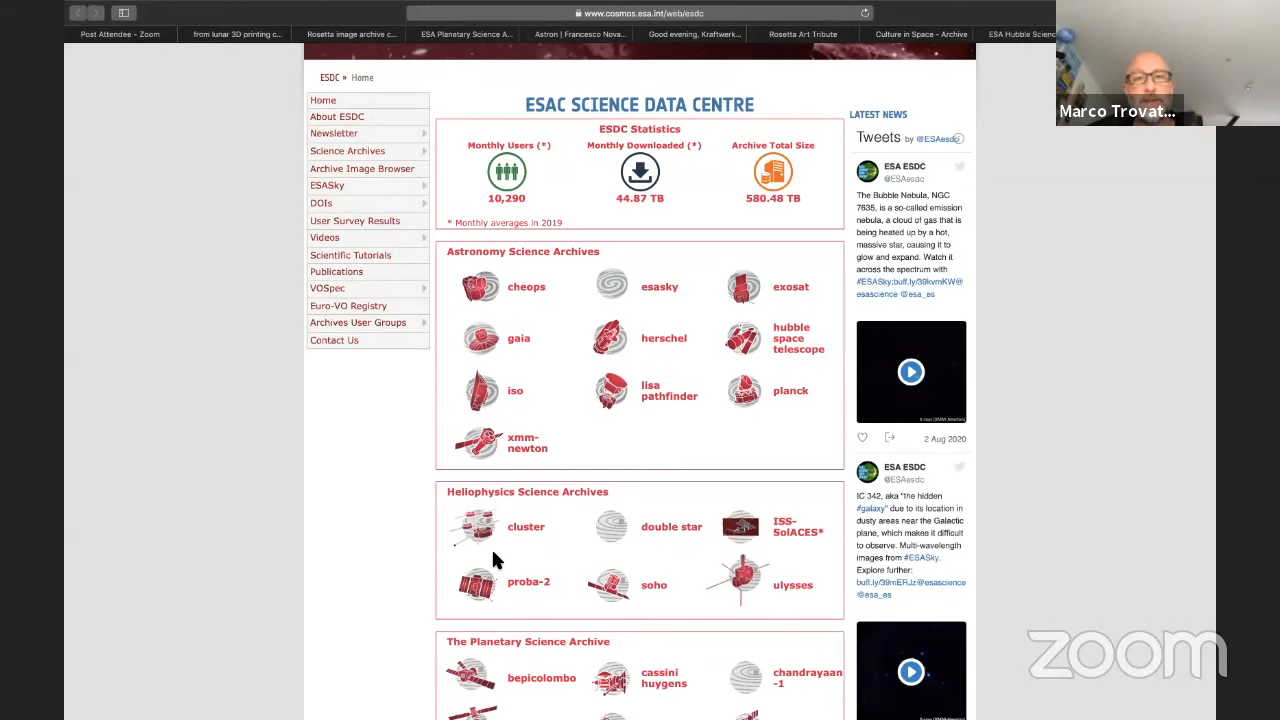 www.cosmos.esa.int/web/esdc
Post Attendee - Zoom
from lunar 3D printing c...
Rosetta image archive c...
ESA Planetary Science A...
Astron | Francesco Nova...
Good evening, Kraftwerk...
Rosetta Art Tribute
Culture in Space - Archive
ESA Hubble Scienc
Marco Trovat...
ESDC » Home
Home
About ESDC
Newsletter
Science Archives
Archive Image Browser
ESASky
DOIs
User Survey Results
Videos
Scientific Tutorials
Publications
VOSpec
Euro-VO Registry
Archives User Groups
Contact Us
ESAC SCIENCE DATA CENTRE
ESDC Statistics
Monthly Users (*)
Monthly Downloaded (*)
Archive Total Size
10,290
44.87 TB
580.48 TB
* Monthly averages in 2019
Astronomy Science Archives
cheops
esasky
exosat
gaia
herschel
hubble
space
telescope
iso
lisa
pathfinder
planck
xmm-
newton
Heliophysics Science Archives
cluster
double star
ISS-
SolACES*
proba-2
soho
ulysses
The Planetary Science Archive
bepicolombo
cassini
huygens
chandrayaan
-1
LATEST NEWS
Tweets by @ESAesdc
ESA ESDC
@ESAesdc
The Bubble Nebula, NGC
7635, is a so-called emission
nebula, a cloud of gas that is
being heated up by a hot,
massive star, causing it to
glow and expand. Watch it
across the spectrum with
#ESASky:buff.ly/39kvmKW@
esascience @esa_es
X-rays (XMM-Newton)
2 Aug 2020
ESA ESDC
@ESAesdc
IC 342, aka "the hidden
#galaxy" due to its location in
dusty areas near the Galactic
plane, which makes it difficult
to observe. Multi-wavelength
images from #ESASky.
Explore further:
buff.ly/39mERJz@esascience
@esa_es
zoom